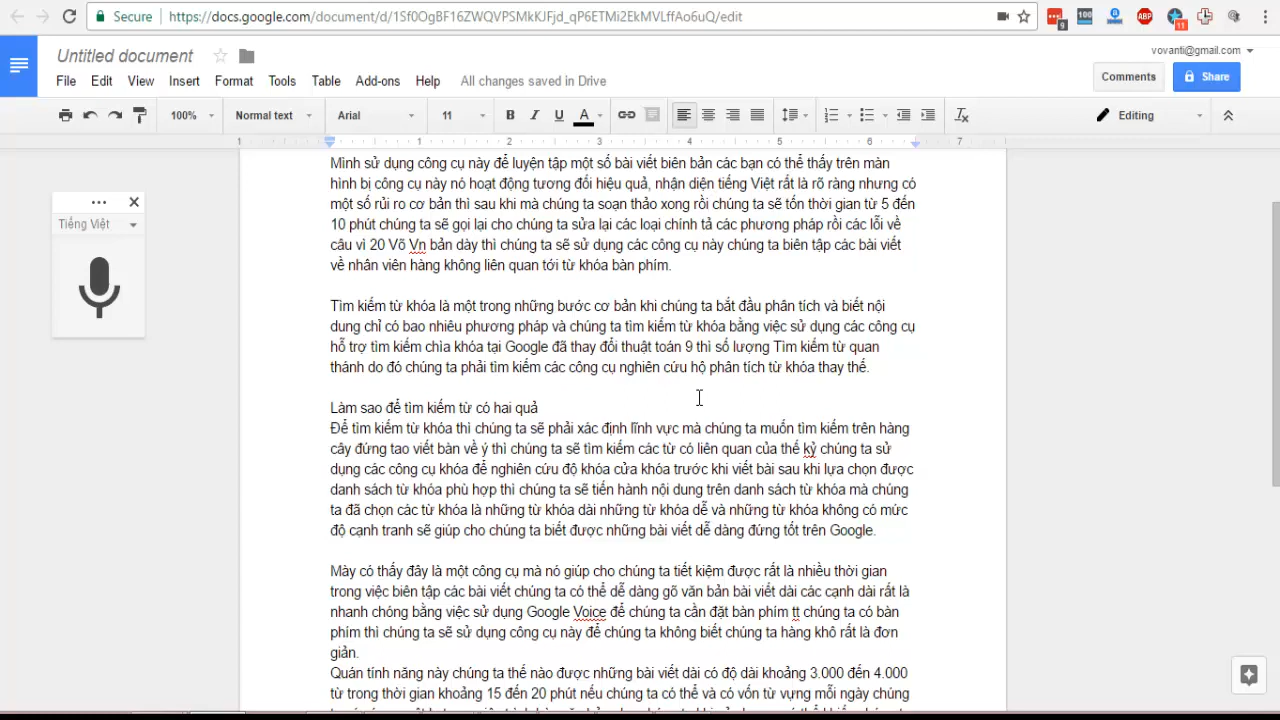 Secure https://docs.google.com/document/d/1Sf0OgBF16ZWQVPSMkKJFjd_qP6ETMi2EkMVLffAo6uQ/edit
9 100 ABP 11
Untitled document
vovanti@gmail.com
File Edit View Insert Format Tools Table Add-ons Help All changes saved in Drive
Comments Share
100% Normal text Arial 11 B I U A Editing
1 1 2 3 4 5 6 7
Tiếng Việt
Mình sử dụng công cụ này để luyện tập một số bài viết biên bản các bạn có thể thấy trên màn
hình bị công cụ này nó hoạt động tương đối hiệu quả, nhận diện tiếng Việt rất là rõ ràng nhưng có
một số rủi ro cơ bản thì sau khi mà chúng ta soạn thảo xong rồi chúng ta sẽ tốn thời gian từ 5 đến
10 phút chúng ta sẽ gọi lại cho chúng ta sửa lại các loại chính tả các phương pháp rồi các lỗi về
câu vì 20 Võ Vn bản dày thì chúng ta sẽ sử dụng các công cụ này chúng ta biên tập các bài viết
về nhân viên hàng không liên quan tới từ khóa bàn phím.
Tìm kiếm từ khóa là một trong những bước cơ bản khi chúng ta bắt đầu phân tích và biết nội
dung chỉ có bao nhiêu phương pháp và chúng ta tìm kiếm từ khóa bằng việc sử dụng các công cụ
hỗ trợ tìm kiếm chìa khóa tại Google đã thay đổi thuật toán 9 thì số lượng Tìm kiếm từ quan
thánh do đó chúng ta phải tìm kiếm các công cụ nghiên cứu hộ phân tích từ khóa thay thế.
Làm sao để tìm kiếm từ có hai quả
Để tìm kiếm từ khóa thì chúng ta sẽ phải xác định lĩnh vực mà chúng ta muốn tìm kiếm trên hàng
cây đứng tao viết bàn về ý thì chúng ta sẽ tìm kiếm các từ có liên quan của thế kỷ chúng ta sử
dụng các công cụ khóa để nghiên cứu độ khóa cửa khóa trước khi viết bài sau khi lựa chọn được
danh sách từ khóa phù hợp thì chúng ta sẽ tiến hành nội dung trên danh sách từ khóa mà chúng
ta đã chọn các từ khóa là những từ khóa dài những từ khóa dễ và những từ khóa không có mức
độ cạnh tranh sẽ giúp cho chúng ta biết được những bài viết dễ dàng đứng tốt trên Google.
Mày có thấy đây là một công cụ mà nó giúp cho chúng ta tiết kiệm được rất là nhiều thời gian
trong việc biên tập các bài viết chúng ta có thể dễ dàng gõ văn bản bài viết dài các cạnh dài rất là
nhanh chóng bằng việc sử dụng Google Voice để chúng ta cần đặt bàn phím tt chúng ta có bàn
phím thì chúng ta sẽ sử dụng công cụ này để chúng ta không biết chúng ta hàng khô rất là đơn
giản.
Quán tính năng này chúng ta thế nào được những bài viết dài có độ dài khoảng 3.000 đến 4.000
từ trong thời gian khoảng 15 đến 20 phút nếu chúng ta có thể và có vốn từ vựng mỗi ngày chúng